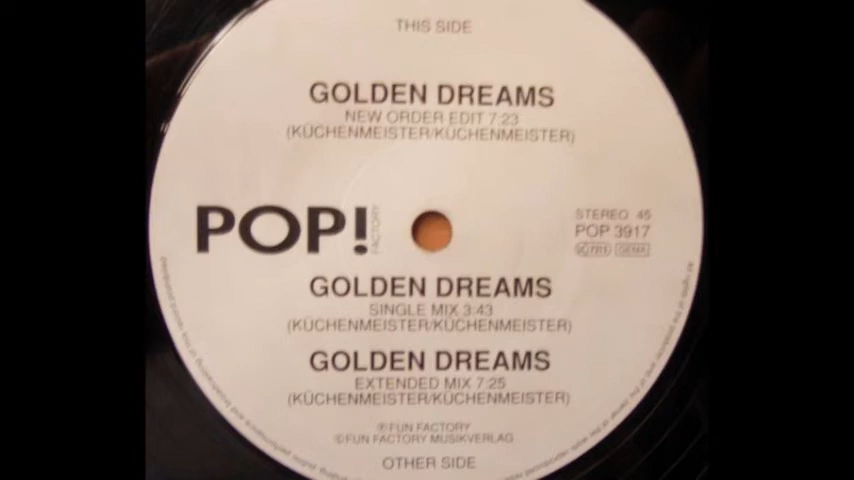 THIS SIDE
GOLDEN DREAMS
NEW ORDER EDIT 7:23
(KÜCHENMEISTER/KÜCHENMEISTER)
POP!
FACTORY
STEREO 45
POP 3917
GEMA
GOLDEN DREAMS
SINGLE MIX 3:43
(KÜCHENMEISTER/KÜCHENMEISTER)
GOLDEN DREAMS
EXTENDED MIX 7:25
(KÜCHENMEISTER/KÜCHENMEISTER)
℗ FUN FACTORY
© FUN FACTORY MUSIKVERLAG
OTHER SIDE